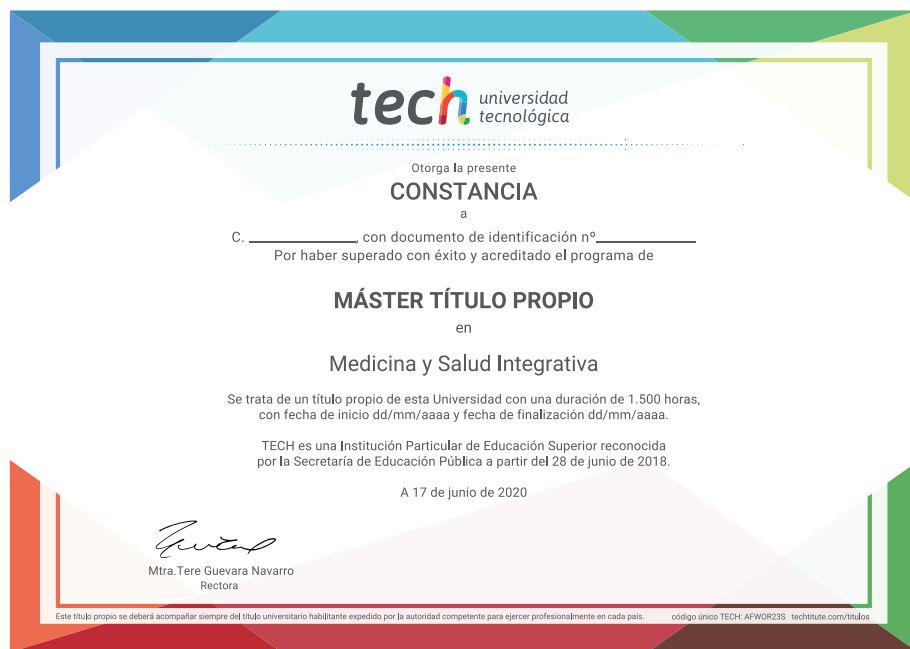 tech universidad
tecnológica
Otorga la presente
CONSTANCIA
a
C. ____________, con documento de identificación nº____________
Por haber superado con éxito y acreditado el programa de
MÁSTER TÍTULO PROPIO
en
Medicina y Salud Integrativa
Se trata de un título propio de esta Universidad con una duración de 1.500 horas,
con fecha de inicio dd/mm/aaaa y fecha de finalización dd/mm/aaaa.
TECH es una Institución Particular de Educación Superior reconocida
por la Secretaría de Educación Pública a partir del 28 de junio de 2018.
A 17 de junio de 2020
Mtra.Tere Guevara Navarro
Rectora
Este título propio se deberá acompañar siempre del título universitario habilitante expedido por la autoridad competente para ejercer profesionalmente en cada país. código único TECH: AFWOR23S techtitute.com/titulos